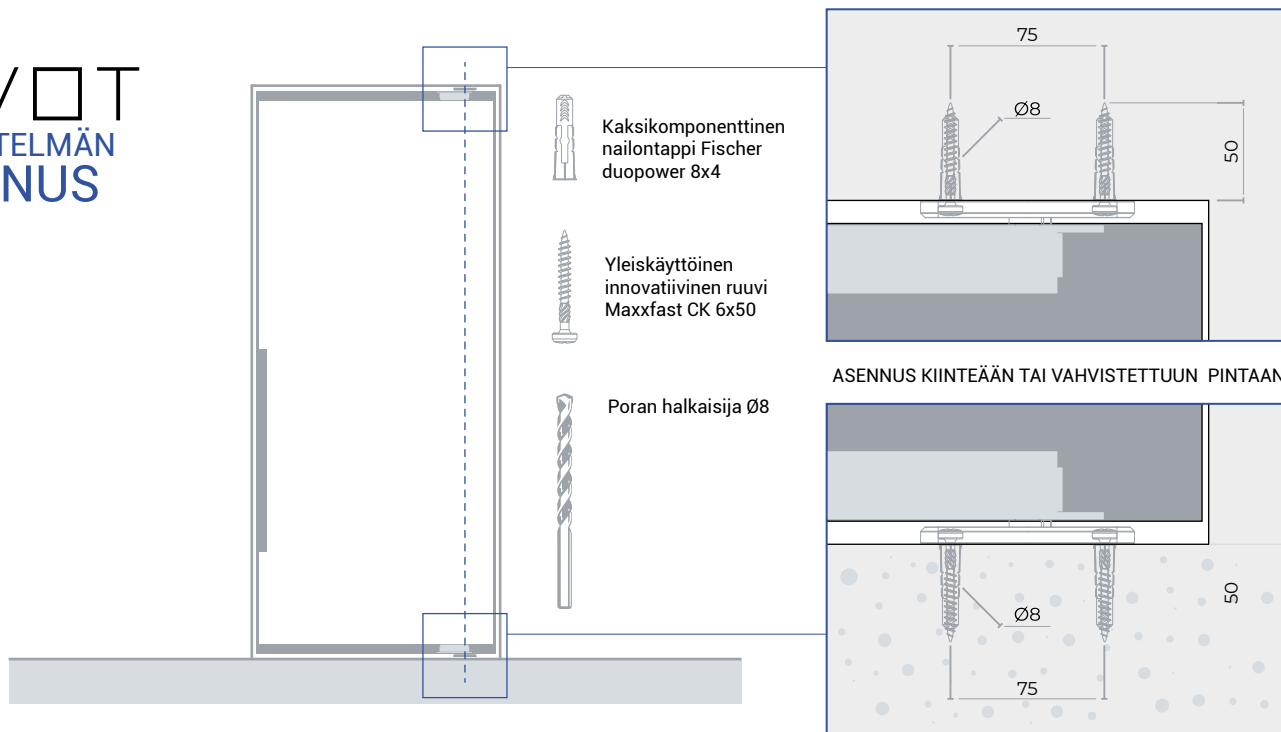 VOT
TELMÄN
NUS
Kaksikomponenttinen
nailontappi Fischer
duopower 8x4
Yleiskäyttöinen
innovatiivinen ruuvi
Maxxfast CK 6x50
Poran halkaisija Ø8
75
Ø8
50
ASENNUS KIINTEÄÄN TAI VAHVISTETTUUN PINTAAN
50
Ø8
75